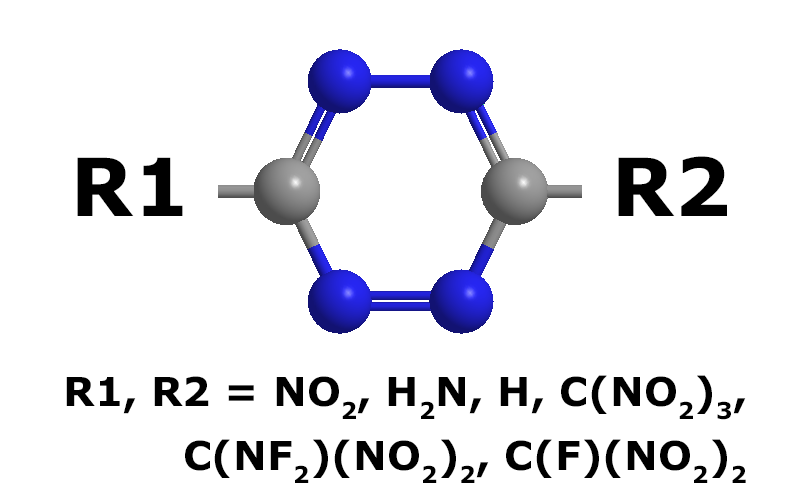 R1 R2
R1, R2 = NO₂, H₂N, H, C(NO₂)₃,
C(NF₂)(NO₂)₂, C(F)(NO₂)₂